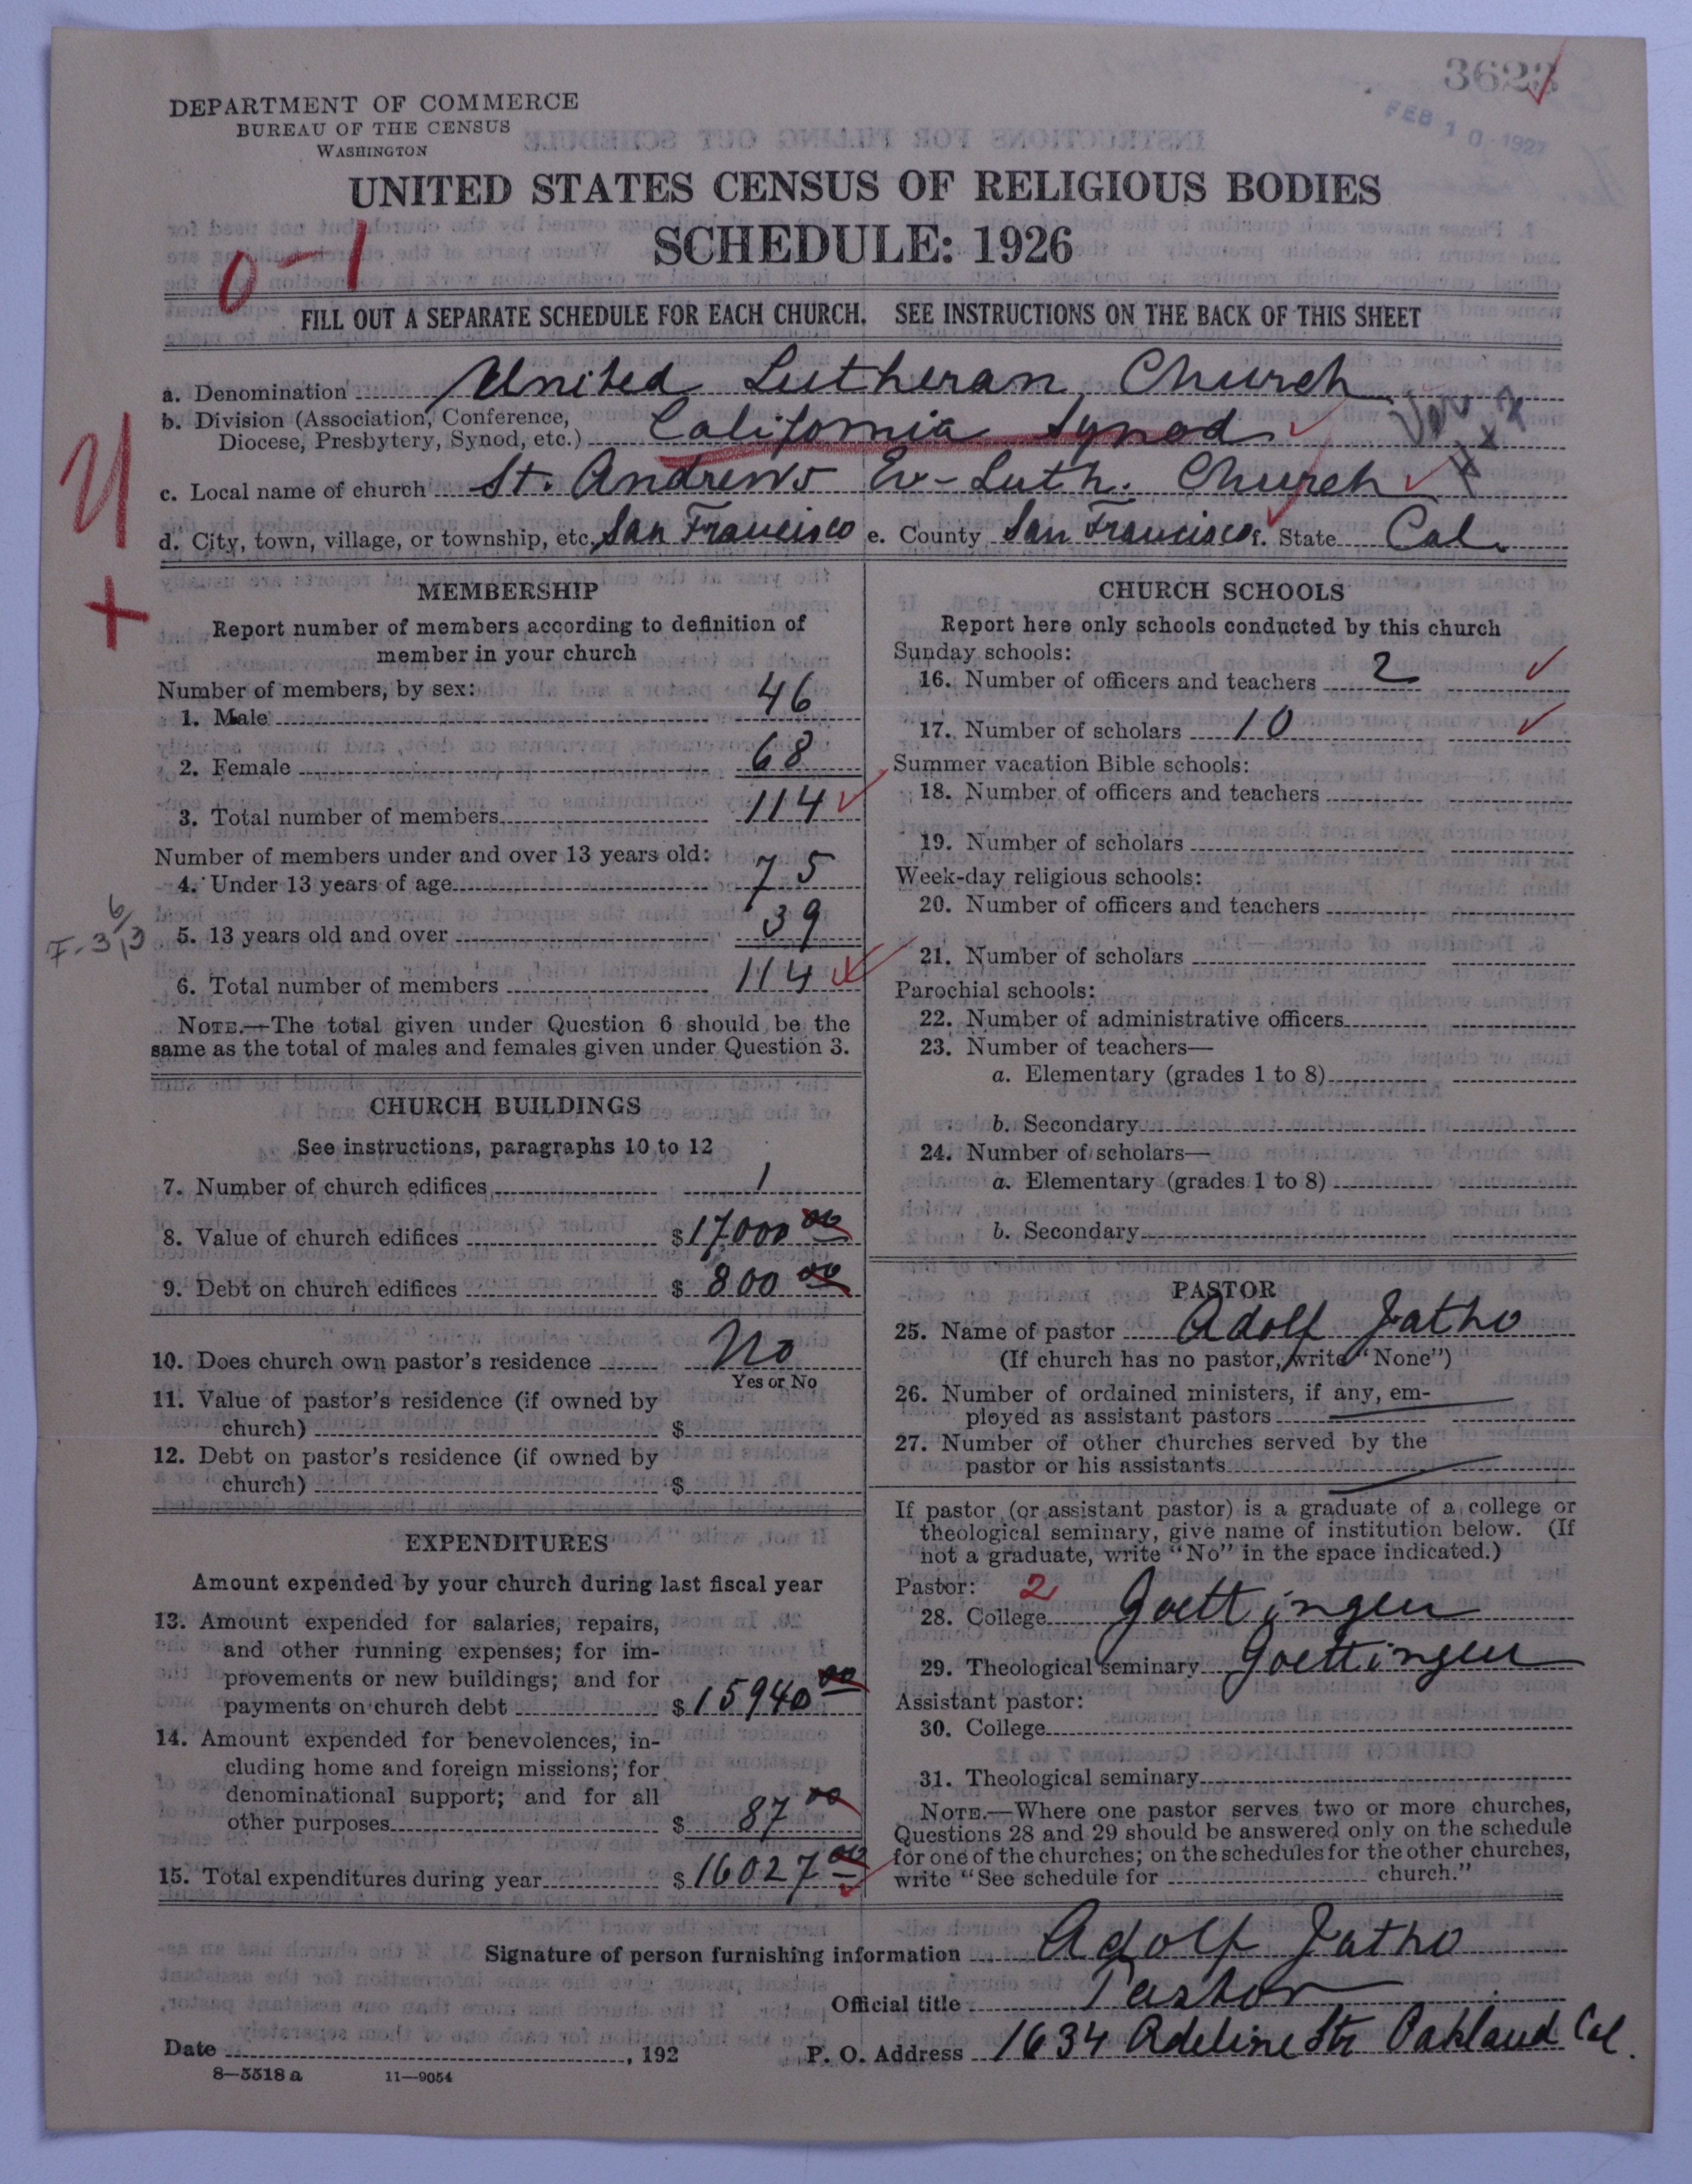 3623
FEB 10 1927
DEPARTMENT OF COMMERCE
BUREAU OF THE CENSUS
WASHINGTON
UNITED STATES CENSUS OF RELIGIOUS BODIES
SCHEDULE: 1926
0-1
FILL OUT A SEPARATE SCHEDULE FOR EACH CHURCH. SEE INSTRUCTIONS ON THE BACK OF THIS SHEET
a. Denomination United Lutheran Church
b. Division (Association, Conference,
Diocese, Presbytery, Synod, etc.) California Synod
c. Local name of church St. Andrews Ev-Luth. Church
d. City, town, village, or township, etc. San Francisco e. County San Francisco f. State Cal.
MEMBERSHIP
Report number of members according to definition of
member in your church
Number of members, by sex:
1. Male 46
2. Female 68
3. Total number of members 114
Number of members under and over 13 years old:
4. Under 13 years of age 75
5. 13 years old and over 39
6. Total number of members 114
NOTE.—The total given under Question 6 should be the
same as the total of males and females given under Question 3.
CHURCH BUILDINGS
See instructions, paragraphs 10 to 12
7. Number of church edifices 1
8. Value of church edifices $17000 00
9. Debt on church edifices $ 800 00
10. Does church own pastor's residence No
Yes or No
11. Value of pastor's residence (if owned by
church) $
12. Debt on pastor's residence (if owned by
church) $
EXPENDITURES
Amount expended by your church during last fiscal year
13. Amount expended for salaries, repairs,
and other running expenses; for im-
provements or new buildings; and for
payments on church debt $15940 00
14. Amount expended for benevolences, in-
cluding home and foreign missions; for
denominational support; and for all
other purposes $ 87 00
15. Total expenditures during year $16027 00
CHURCH SCHOOLS
Report here only schools conducted by this church
Sunday schools:
16. Number of officers and teachers 2
17. Number of scholars 10
Summer vacation Bible schools:
18. Number of officers and teachers
19. Number of scholars
Week-day religious schools:
20. Number of officers and teachers
21. Number of scholars
Parochial schools:
22. Number of administrative officers
23. Number of teachers—
a. Elementary (grades 1 to 8)
b. Secondary
24. Number of scholars—
a. Elementary (grades 1 to 8)
b. Secondary
PASTOR
25. Name of pastor Adolf Jatho
(If church has no pastor, write "None")
26. Number of ordained ministers, if any, em-
ployed as assistant pastors
27. Number of other churches served by the
pastor or his assistants
If pastor (or assistant pastor) is a graduate of a college or
theological seminary, give name of institution below. (If
not a graduate, write "No" in the space indicated.)
Pastor: 2
28. College Goettingen
29. Theological seminary Goettingen
Assistant pastor:
30. College
31. Theological seminary
NOTE.—Where one pastor serves two or more churches,
Questions 28 and 29 should be answered only on the schedule
for one of the churches; on the schedules for the other churches,
write "See schedule for church."
Signature of person furnishing information Adolf Jatho
Official title Pastor
Date , 192
P. O. Address 1634 Adeline Str Oakland Cal.
8—5518 a 11—9054